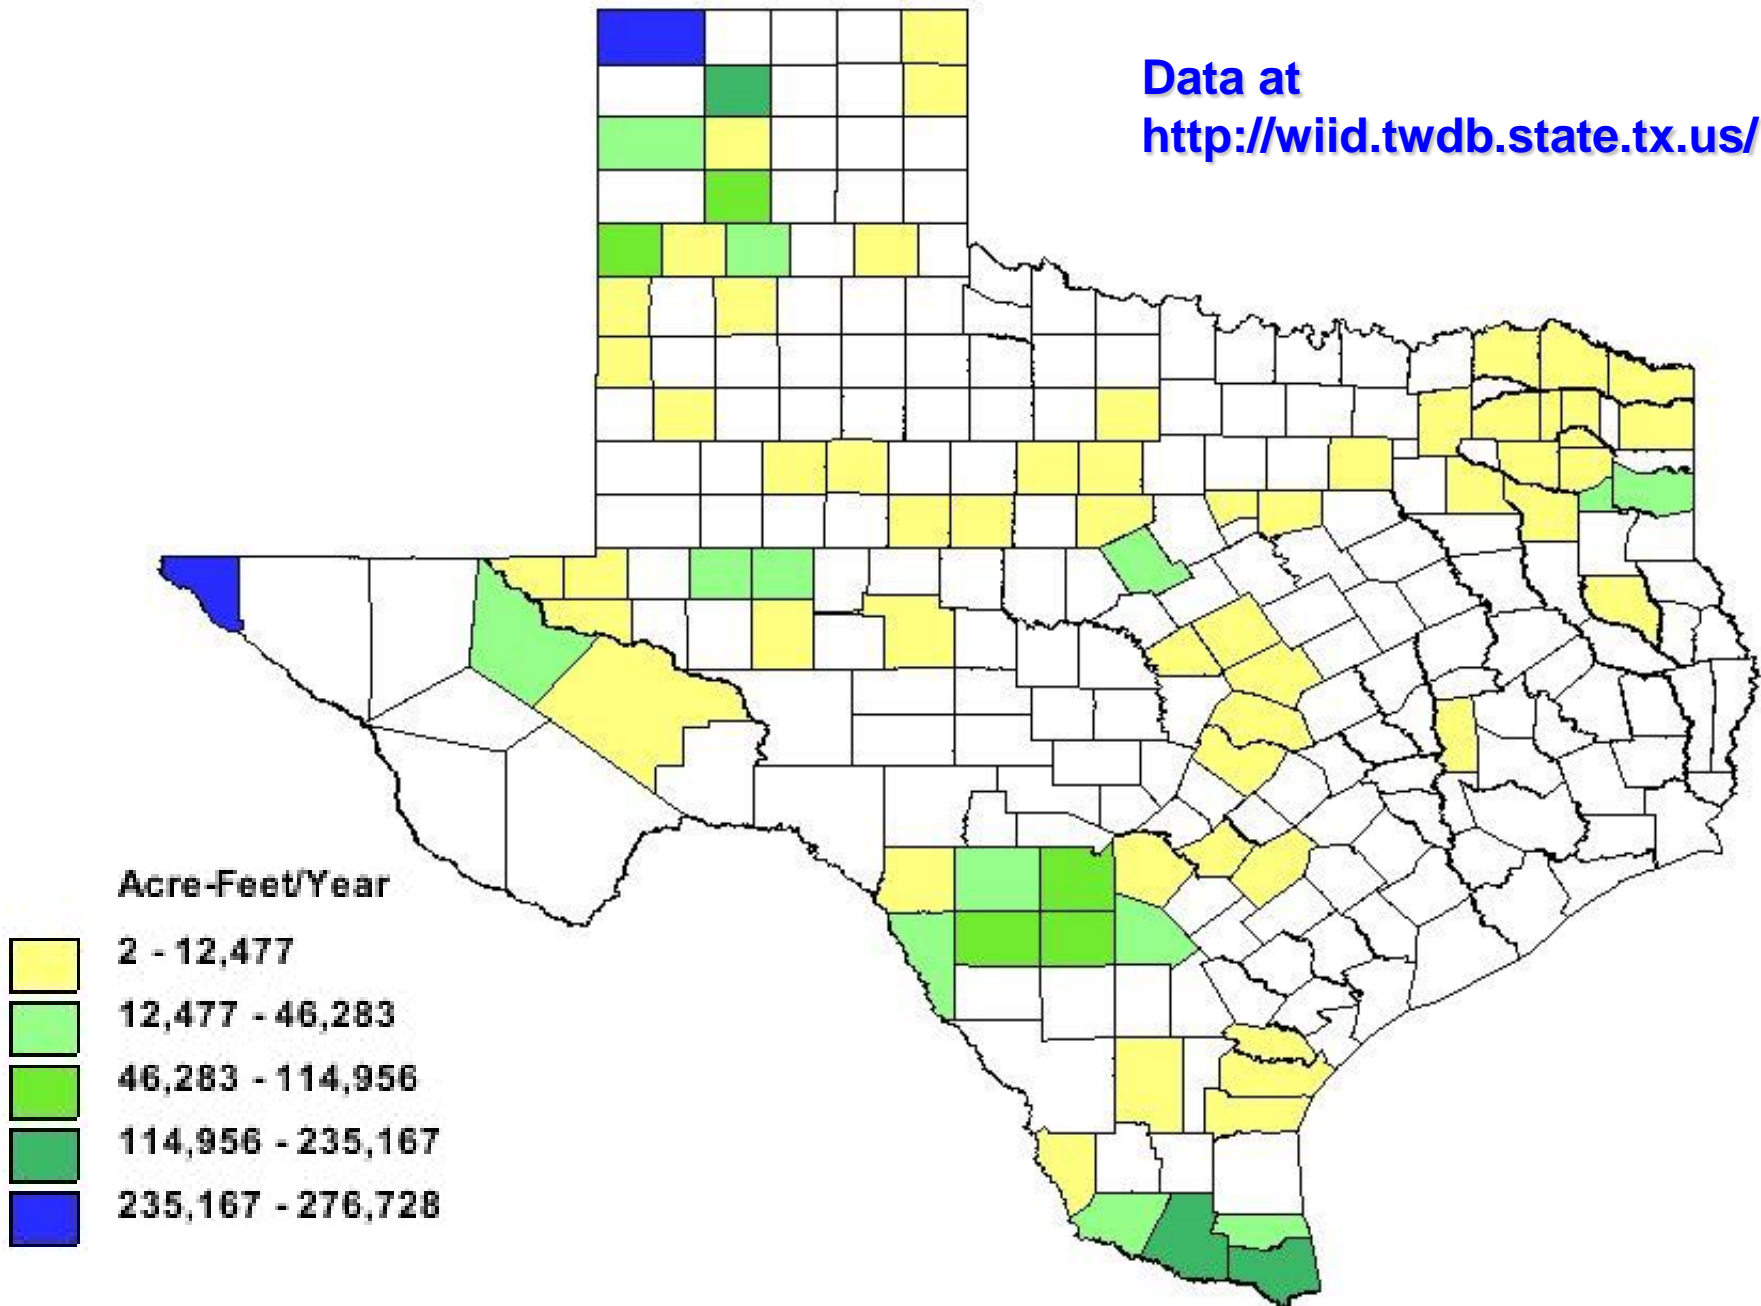 Data at
http://wiid.twdb.state.tx.us/
Acre-Feet/Year
2 - 12,477
12,477 - 46,283
46,283 - 114,956
114,956 - 235,167
235,167 - 276,728